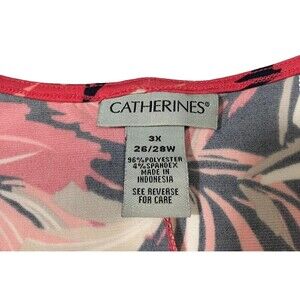 CATHERINES®
3X
26/28W
96% POLYESTER
4% SPANDEX
MADE IN
INDONESIA
SEE REVERSE
FOR CARE